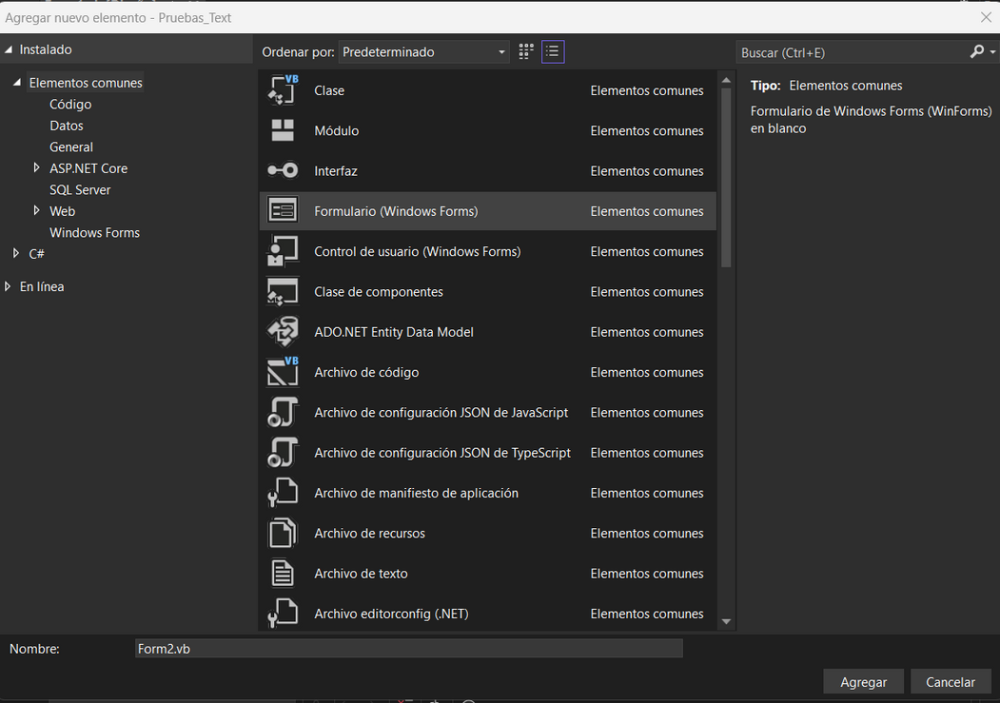 Agregar nuevo elemento - Pruebas_Text
Instalado
Elementos comunes
Código
Datos
General
ASP.NET Core
SQL Server
Web
Windows Forms
C#
En línea
Ordenar por: Predeterminado
VB
Clase Elementos comunes
Módulo Elementos comunes
Interfaz Elementos comunes
Formulario (Windows Forms) Elementos comunes
Control de usuario (Windows Forms) Elementos comunes
Clase de componentes Elementos comunes
ADO.NET Entity Data Model Elementos comunes
VB
Archivo de código Elementos comunes
Archivo de configuración JSON de JavaScript Elementos comunes
Archivo de configuración JSON de TypeScript Elementos comunes
Archivo de manifiesto de aplicación Elementos comunes
Archivo de recursos Elementos comunes
Archivo de texto Elementos comunes
Archivo editorconfig (.NET) Elementos comunes
Buscar (Ctrl+E)
Tipo: Elementos comunes
Formulario de Windows Forms (WinForms)
en blanco
Nombre: Form2.vb
Agregar Cancelar